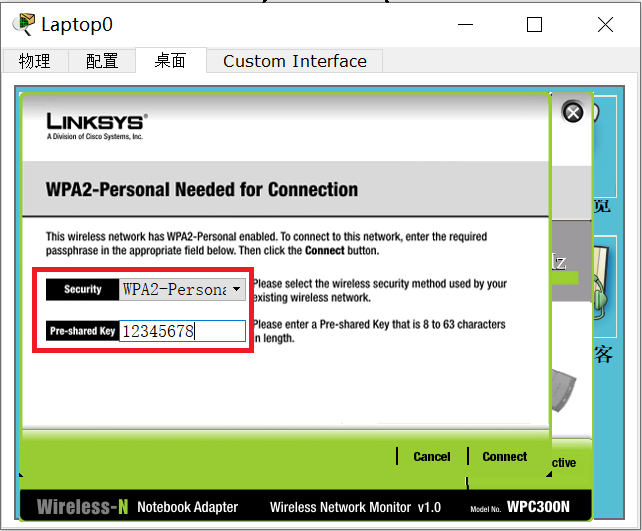 Laptop0
物理 配置 桌面 Custom Interface
LINKSYS®
A Division of Cisco Systems, Inc.
WPA2-Personal Needed for Connection
This wireless network has WPA2-Personal enabled. To connect to this network, enter the required
passphrase in the appropriate field below. Then click the Connect button.
Security WPA2-Persona Please select the wireless security method used by your
existing wireless network.
Pre-shared Key 12345678 Please enter a Pre-shared Key that is 8 to 63 characters
in length.
Cancel Connect
ctive
Wireless-N Notebook Adapter Wireless Network Monitor v1.0 Model No. WPC300N
览
Hz
客